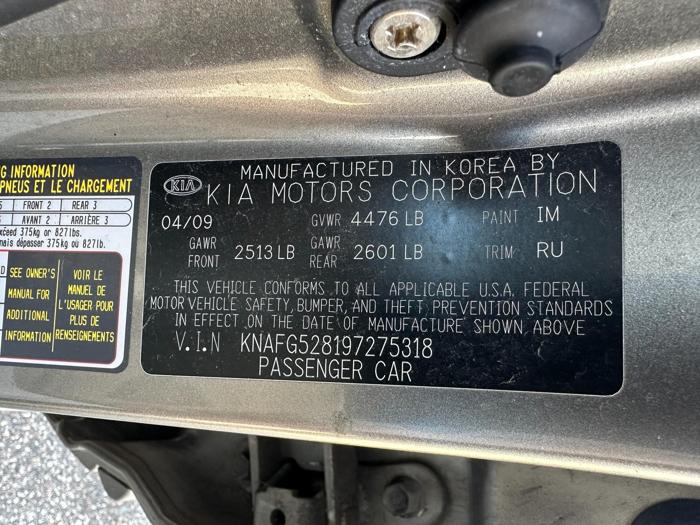 NG INFORMATION
PNEUS ET LE CHARGEMENT
5 FRONT 2 REAR 3
AVANT 2 ARRIÈRE 3
exceed 375kg or 827lbs.
mais dépasser 375kg ou 827lb.
SEE OWNER'S MANUAL FOR ADDITIONAL INFORMATION
VOIR LE MANUEL DE L'USAGER POUR PLUS DE RENSEIGNEMENTS
MANUFACTURED IN KOREA BY
KIA KIA MOTORS CORPORATION
04/09 GVWR 4476 LB PAINT IM
GAWR FRONT 2513 LB GAWR REAR 2601 LB TRIM RU
THIS VEHICLE CONFORMS TO ALL APPLICABLE U.S.A. FEDERAL
MOTOR VEHICLE SAFETY, BUMPER, AND THEFT PREVENTION STANDARDS
IN EFFECT ON THE DATE OF MANUFACTURE SHOWN ABOVE
V.I.N KNAFG528197275318
PASSENGER CAR